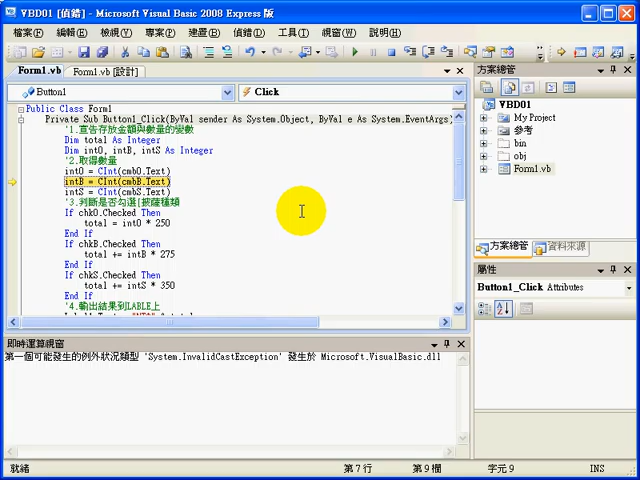 VBD01 [偵錯] - Microsoft Visual Basic 2008 Express 版
檔案(F) 編輯(E) 檢視(V) 專案(P) 建置(B) 偵錯(D) 工具(T) 視窗(W) 說明(H)
Form1.vb Form1.vb [設計]
Button1 Click
Public Class Form1
Private Sub Button1_Click(ByVal sender As System.Object, ByVal e As System.EventArgs)
'1.宣告存放金額與數量的變數
Dim total As Integer
Dim intO, intB, intS As Integer
'2.取得數量
intO = CInt(cmbO.Text)
intB = CInt(cmbB.Text)
intS = CInt(cmbS.Text)
'3.判斷是否勾選[披薩種類
If chkO.Checked Then
total = intO * 250
End If
If chkB.Checked Then
total += intB * 275
End If
If chkS.Checked Then
total += intS * 350
End If
'4.輸出結果到LABLE上
方案總管
VBD01
My Project
參考
bin
obj
Form1.vb
方案總管 資料來源
屬性
Button1_Click Attributes
即時運算視窗
第一個可能發生的例外狀況類型 'System.InvalidCastException' 發生於 Microsoft.VisualBasic.dll
就緒 第 7 行 第 9 欄 字元 9 INS